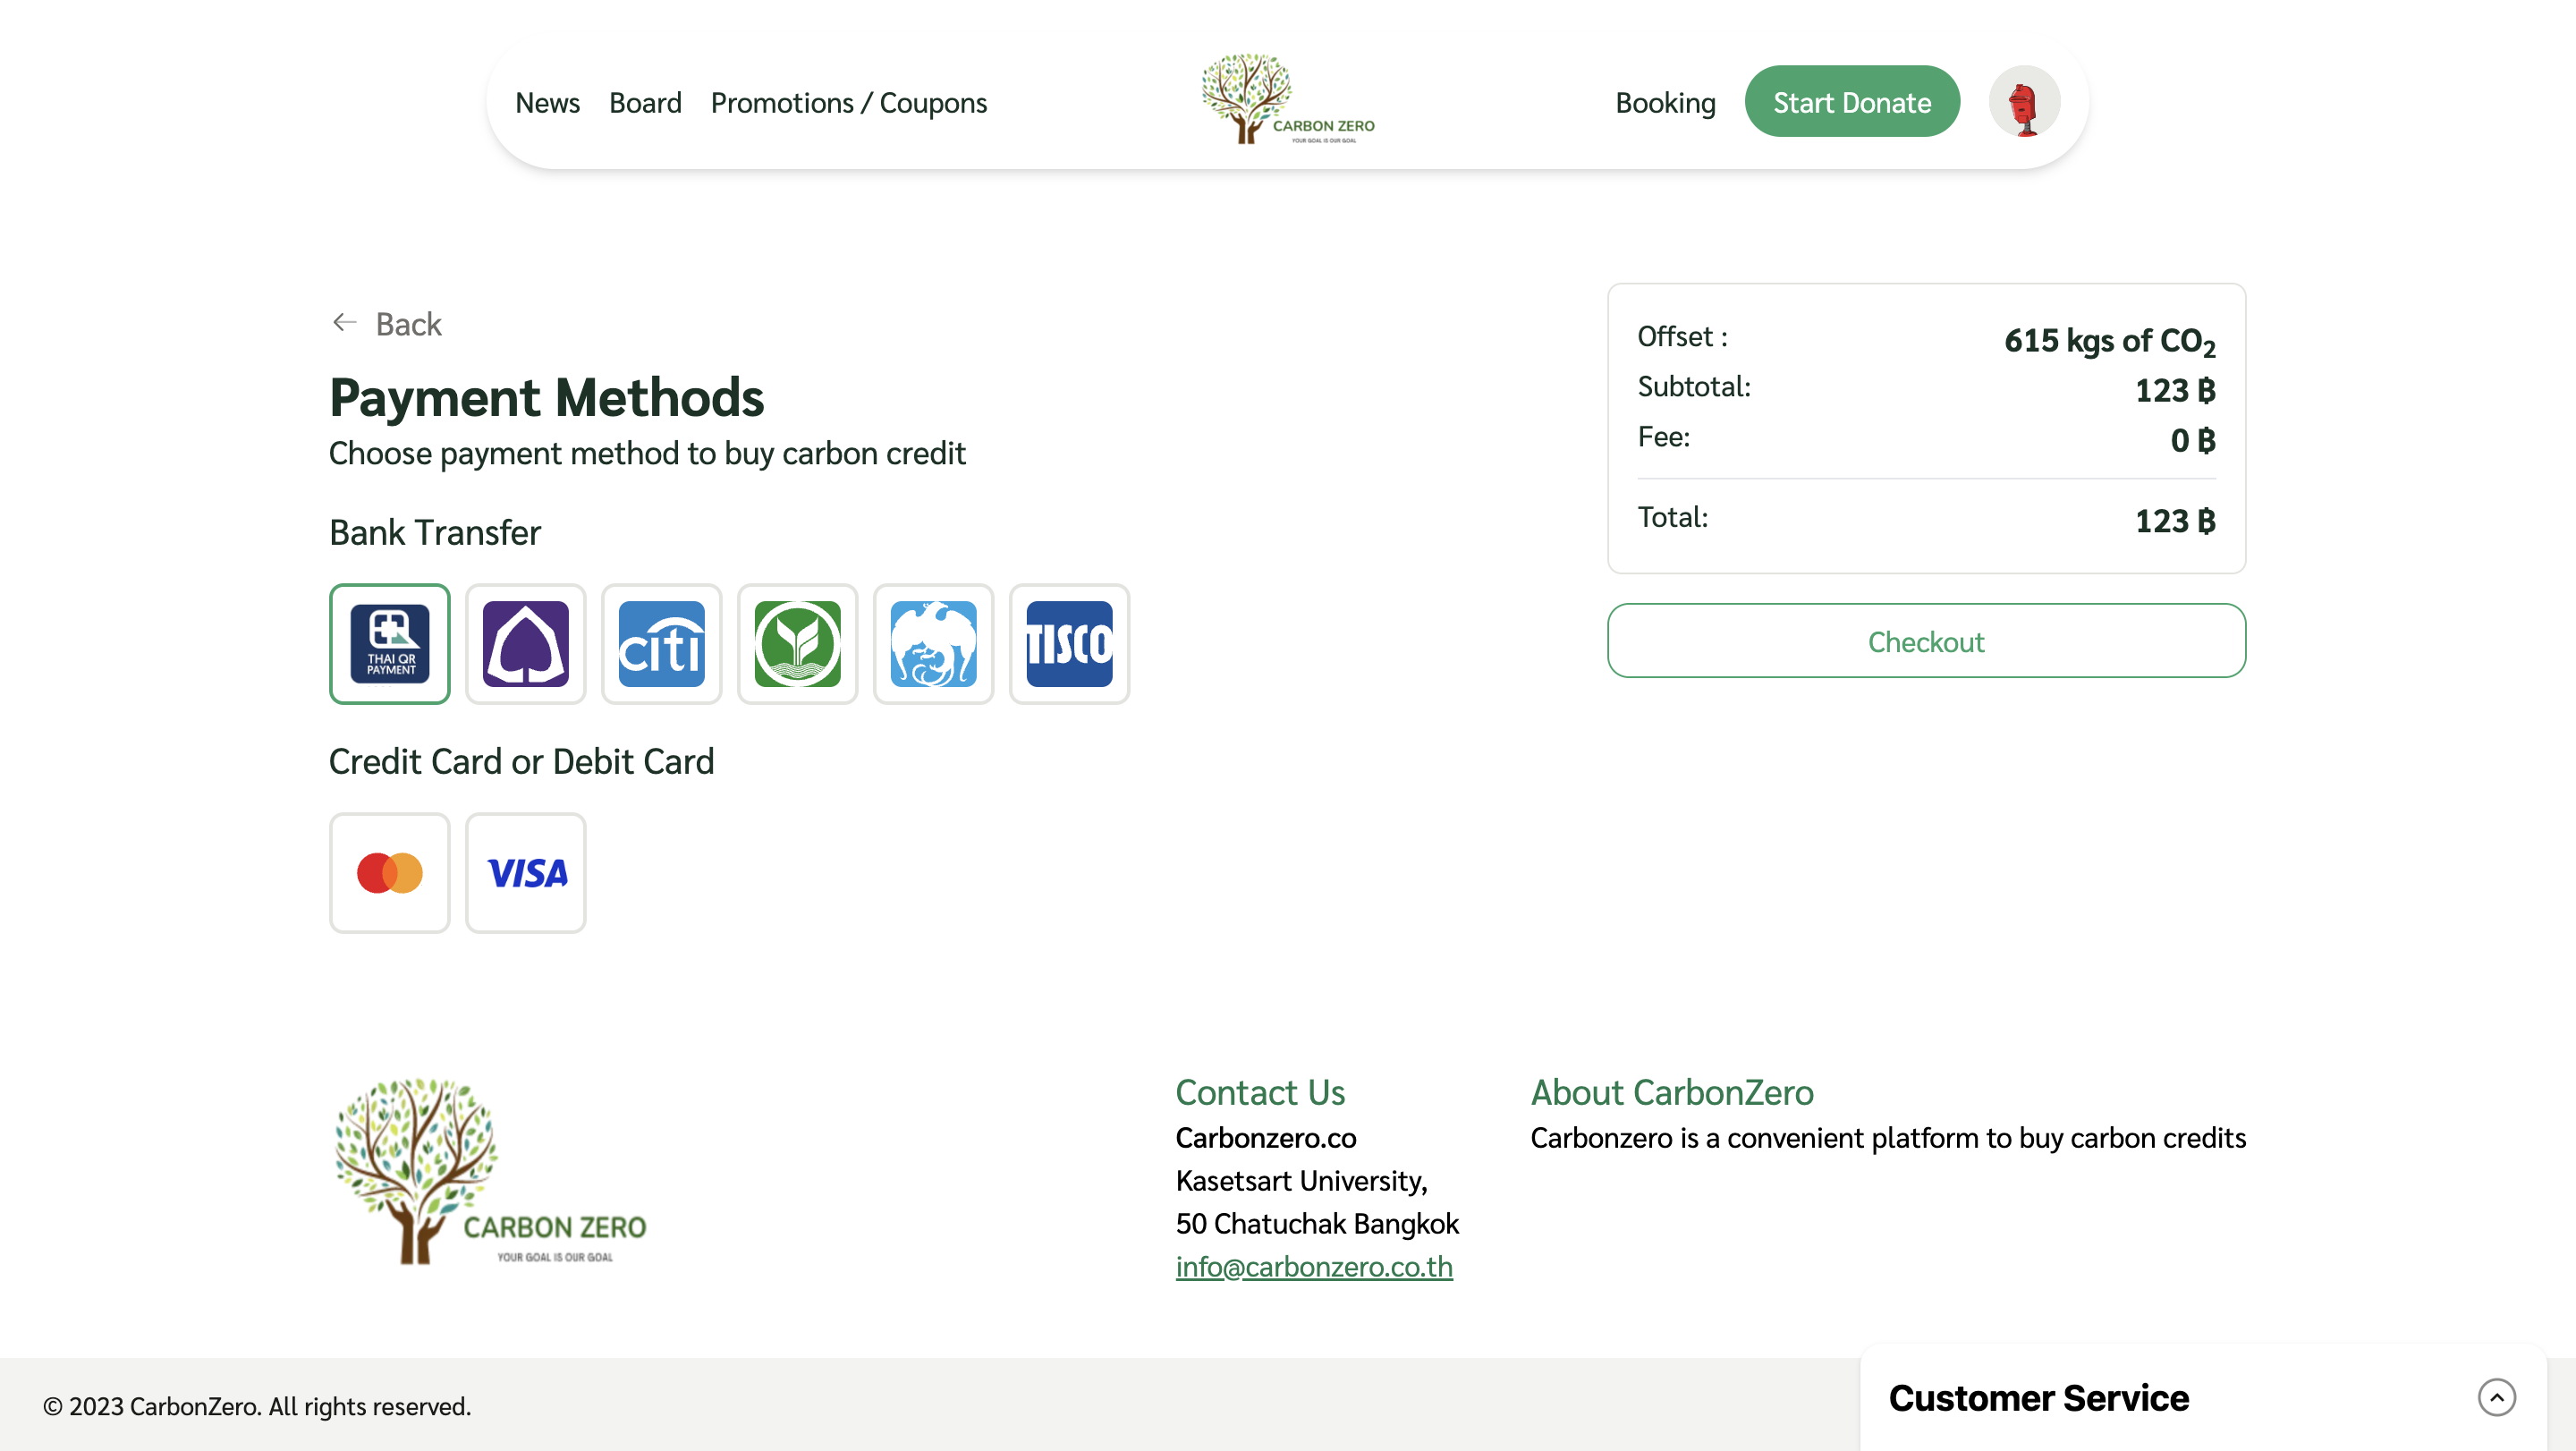 News Board Promotions / Coupons
CARBON ZERO
YOUR GOAL IS OUR GOAL
Booking Start Donate
Back
Payment Methods
Choose payment method to buy carbon credit
Bank Transfer
THAI QR
PAYMENT
citi
TISCO
Credit Card or Debit Card
VISA
Offset : 615 kgs of CO₂
Subtotal: 123 ฿
Fee: 0 ฿
Total: 123 ฿
Checkout
CARBON ZERO
YOUR GOAL IS OUR GOAL
Contact Us
Carbonzero.co
Kasetsart University,
50 Chatuchak Bangkok
info@carbonzero.co.th
About CarbonZero
Carbonzero is a convenient platform to buy carbon credits
© 2023 CarbonZero. All rights reserved.
Customer Service